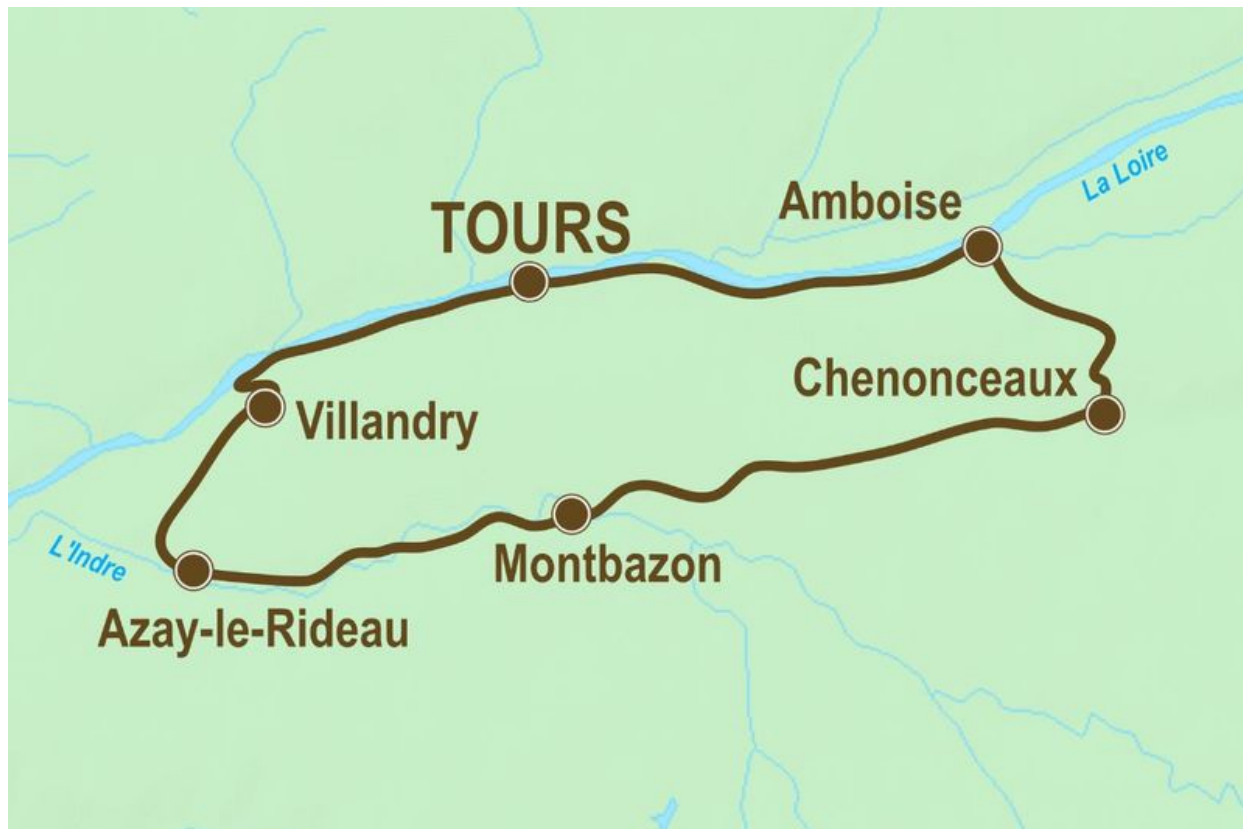 La Loire
Amboise
TOURS
Chenonceaux
Villandry
Montbazon
L'Indre
Azay-le-Rideau